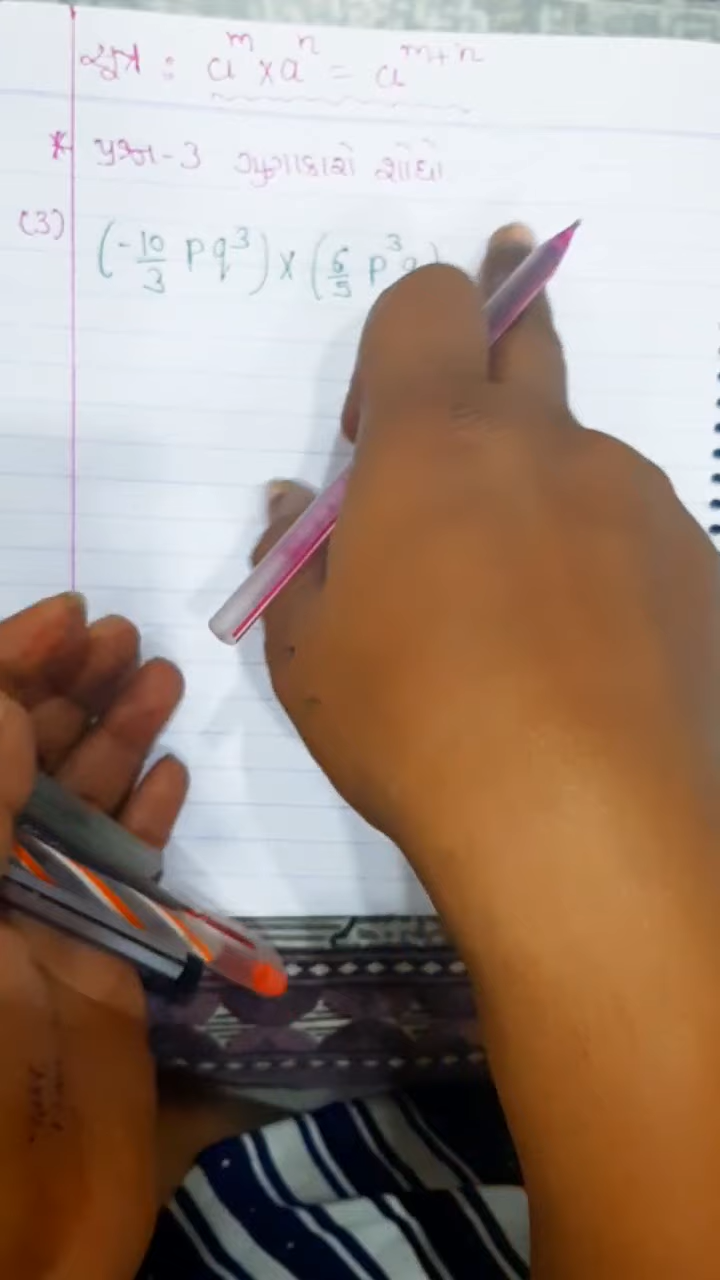 સૂત્ર : a^m × a^n = a^{m+n}
* પ્રશ્ન-3 ગુણાકારો શોધો
(3) (-10/3 pq^3) × (6/5 p^3 q)